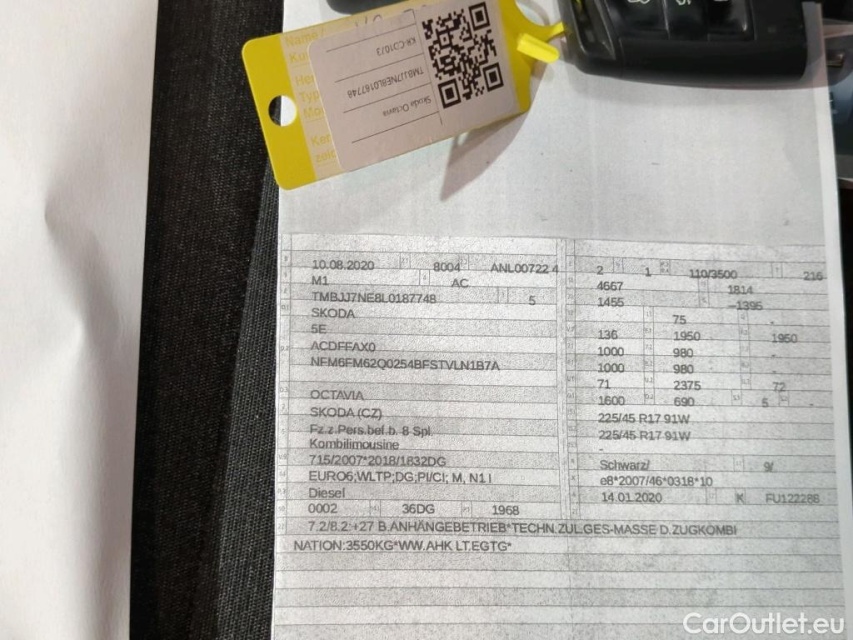 KR-CD10/3
TMBJJ7NE8L0187748
Skoda Octavia
10.08.2020 8004 ANL00722 4
M1 AC
TMBJJ7NE8L0187748 5
SKODA
5E
ACDFFAX0
NFM6FM62Q0254BFSTVLN1B7A
OCTAVIA
SKODA (CZ)
Fz.z.Pers.bef.b. 8 Spl
Kombilimousine
715/2007*2018/1832DG
EURO6;WLTP;DG;PI/CI; M, N1 I
Diesel
0002 36DG 1968
2 1 110/3500 216
4667 1814
1455 –1395
75 -
136 1950 1950
1000 980 -
1000 980 -
71 2375 72
1600 690 5 -
225/45 R17 91W
225/45 R17 91W
-
Schwarz/ 9/
e8*2007/46*0318*10
14.01.2020 K FU122288
7.2/8.2:+27 B.ANHÄNGEBETRIEB*TECHN.ZUL.GES-MASSE D.ZUGKOMBI
NATION:3550KG*WW.AHK LT.EGTG*
CarOutlet.eu